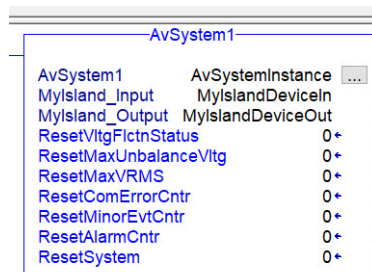 AvSystem1
AvSystem1 AvSystemInstance ...
MyIsland_Input MyIslandDeviceIn
MyIsland_Output MyIslandDeviceOut
ResetVltgFlctnStatus 0
ResetMaxUnbalanceVltg 0
ResetMaxVRMS 0
ResetComErrorCntr 0
ResetMinorEvtCntr 0
ResetAlarmCntr 0
ResetSystem 0